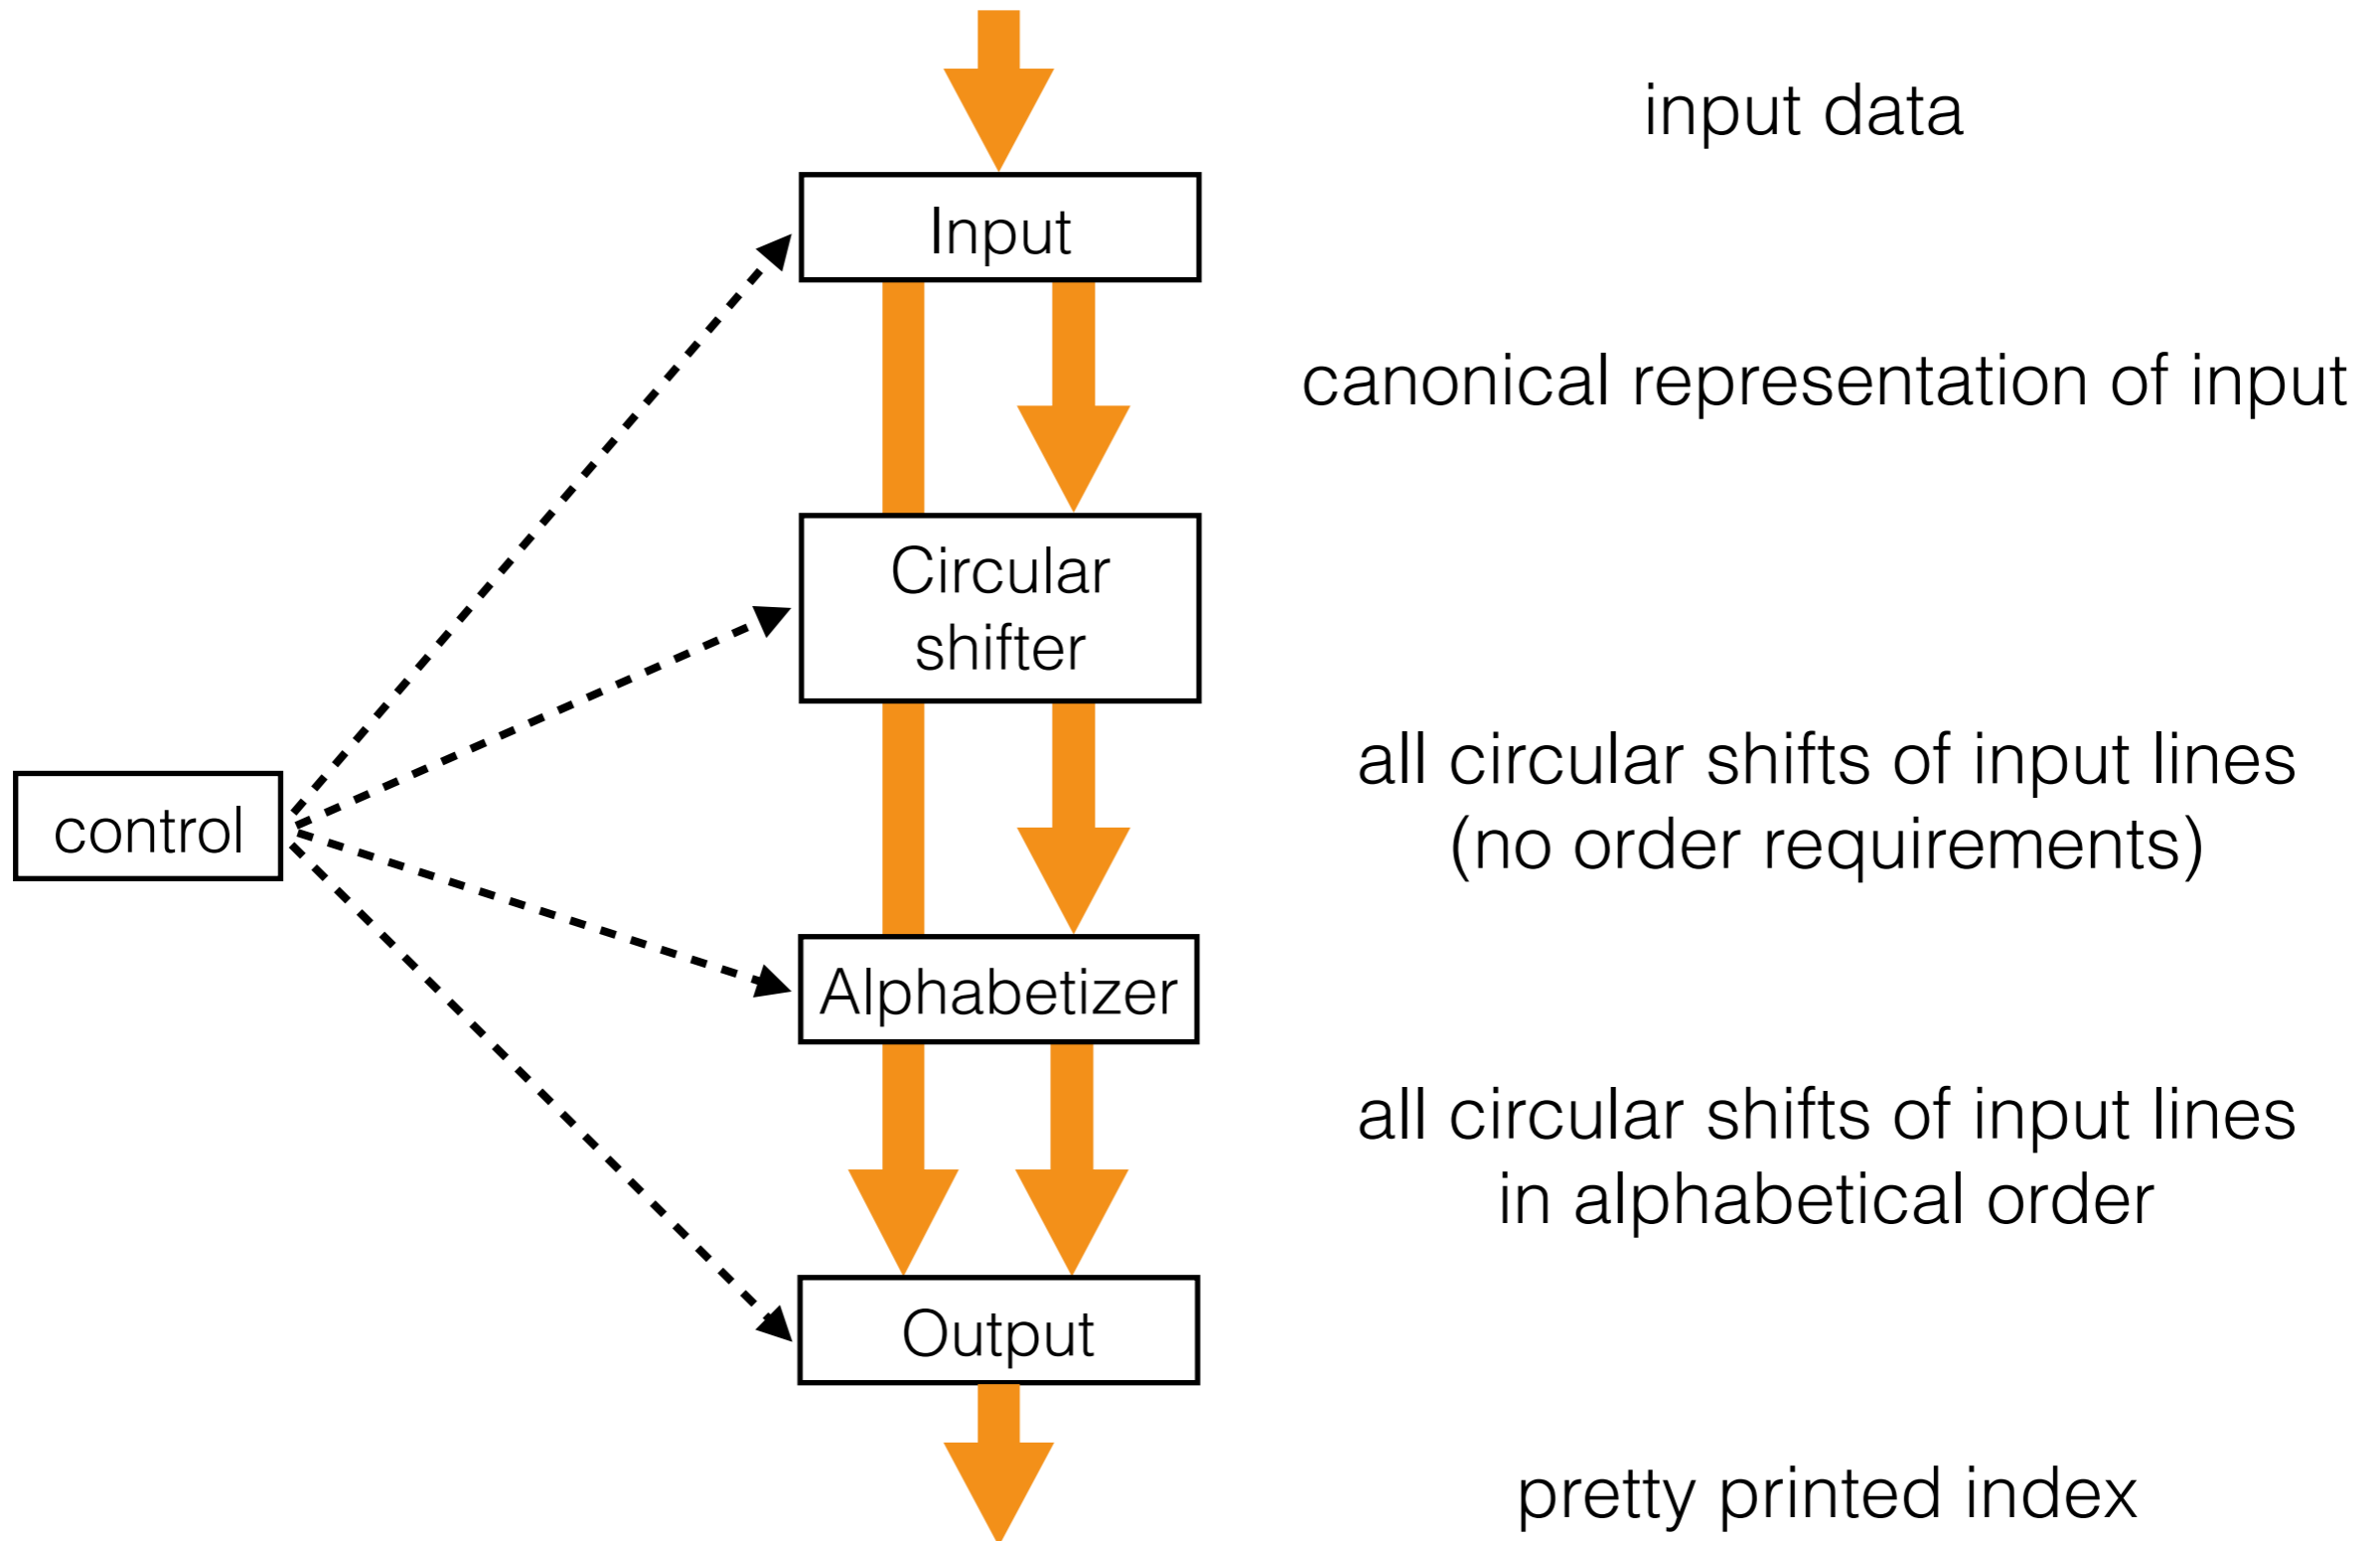 input data
Input
canonical representation of input
Circular
shifter
all circular shifts of input lines
(no order requirements)
control
Alphabetizer
all circular shifts of input lines
in alphabetical order
Output
pretty printed index